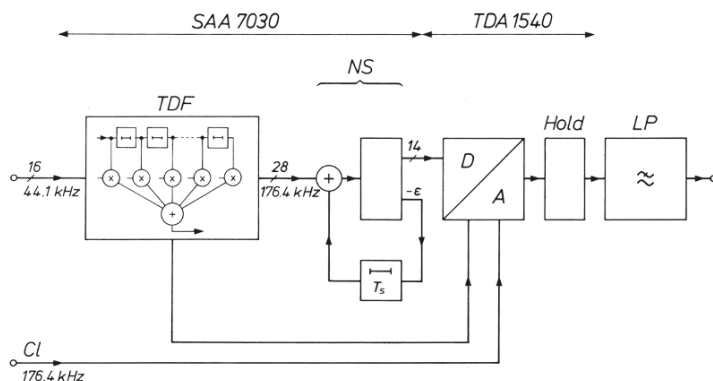 SAA 7030 TDA 1540
NS
TDF Hold LP
16 28 14
44.1 kHz 176.4 kHz
x x x x x
+ +
D
A
≈
-ε
Ts
Cl
176.4 kHz